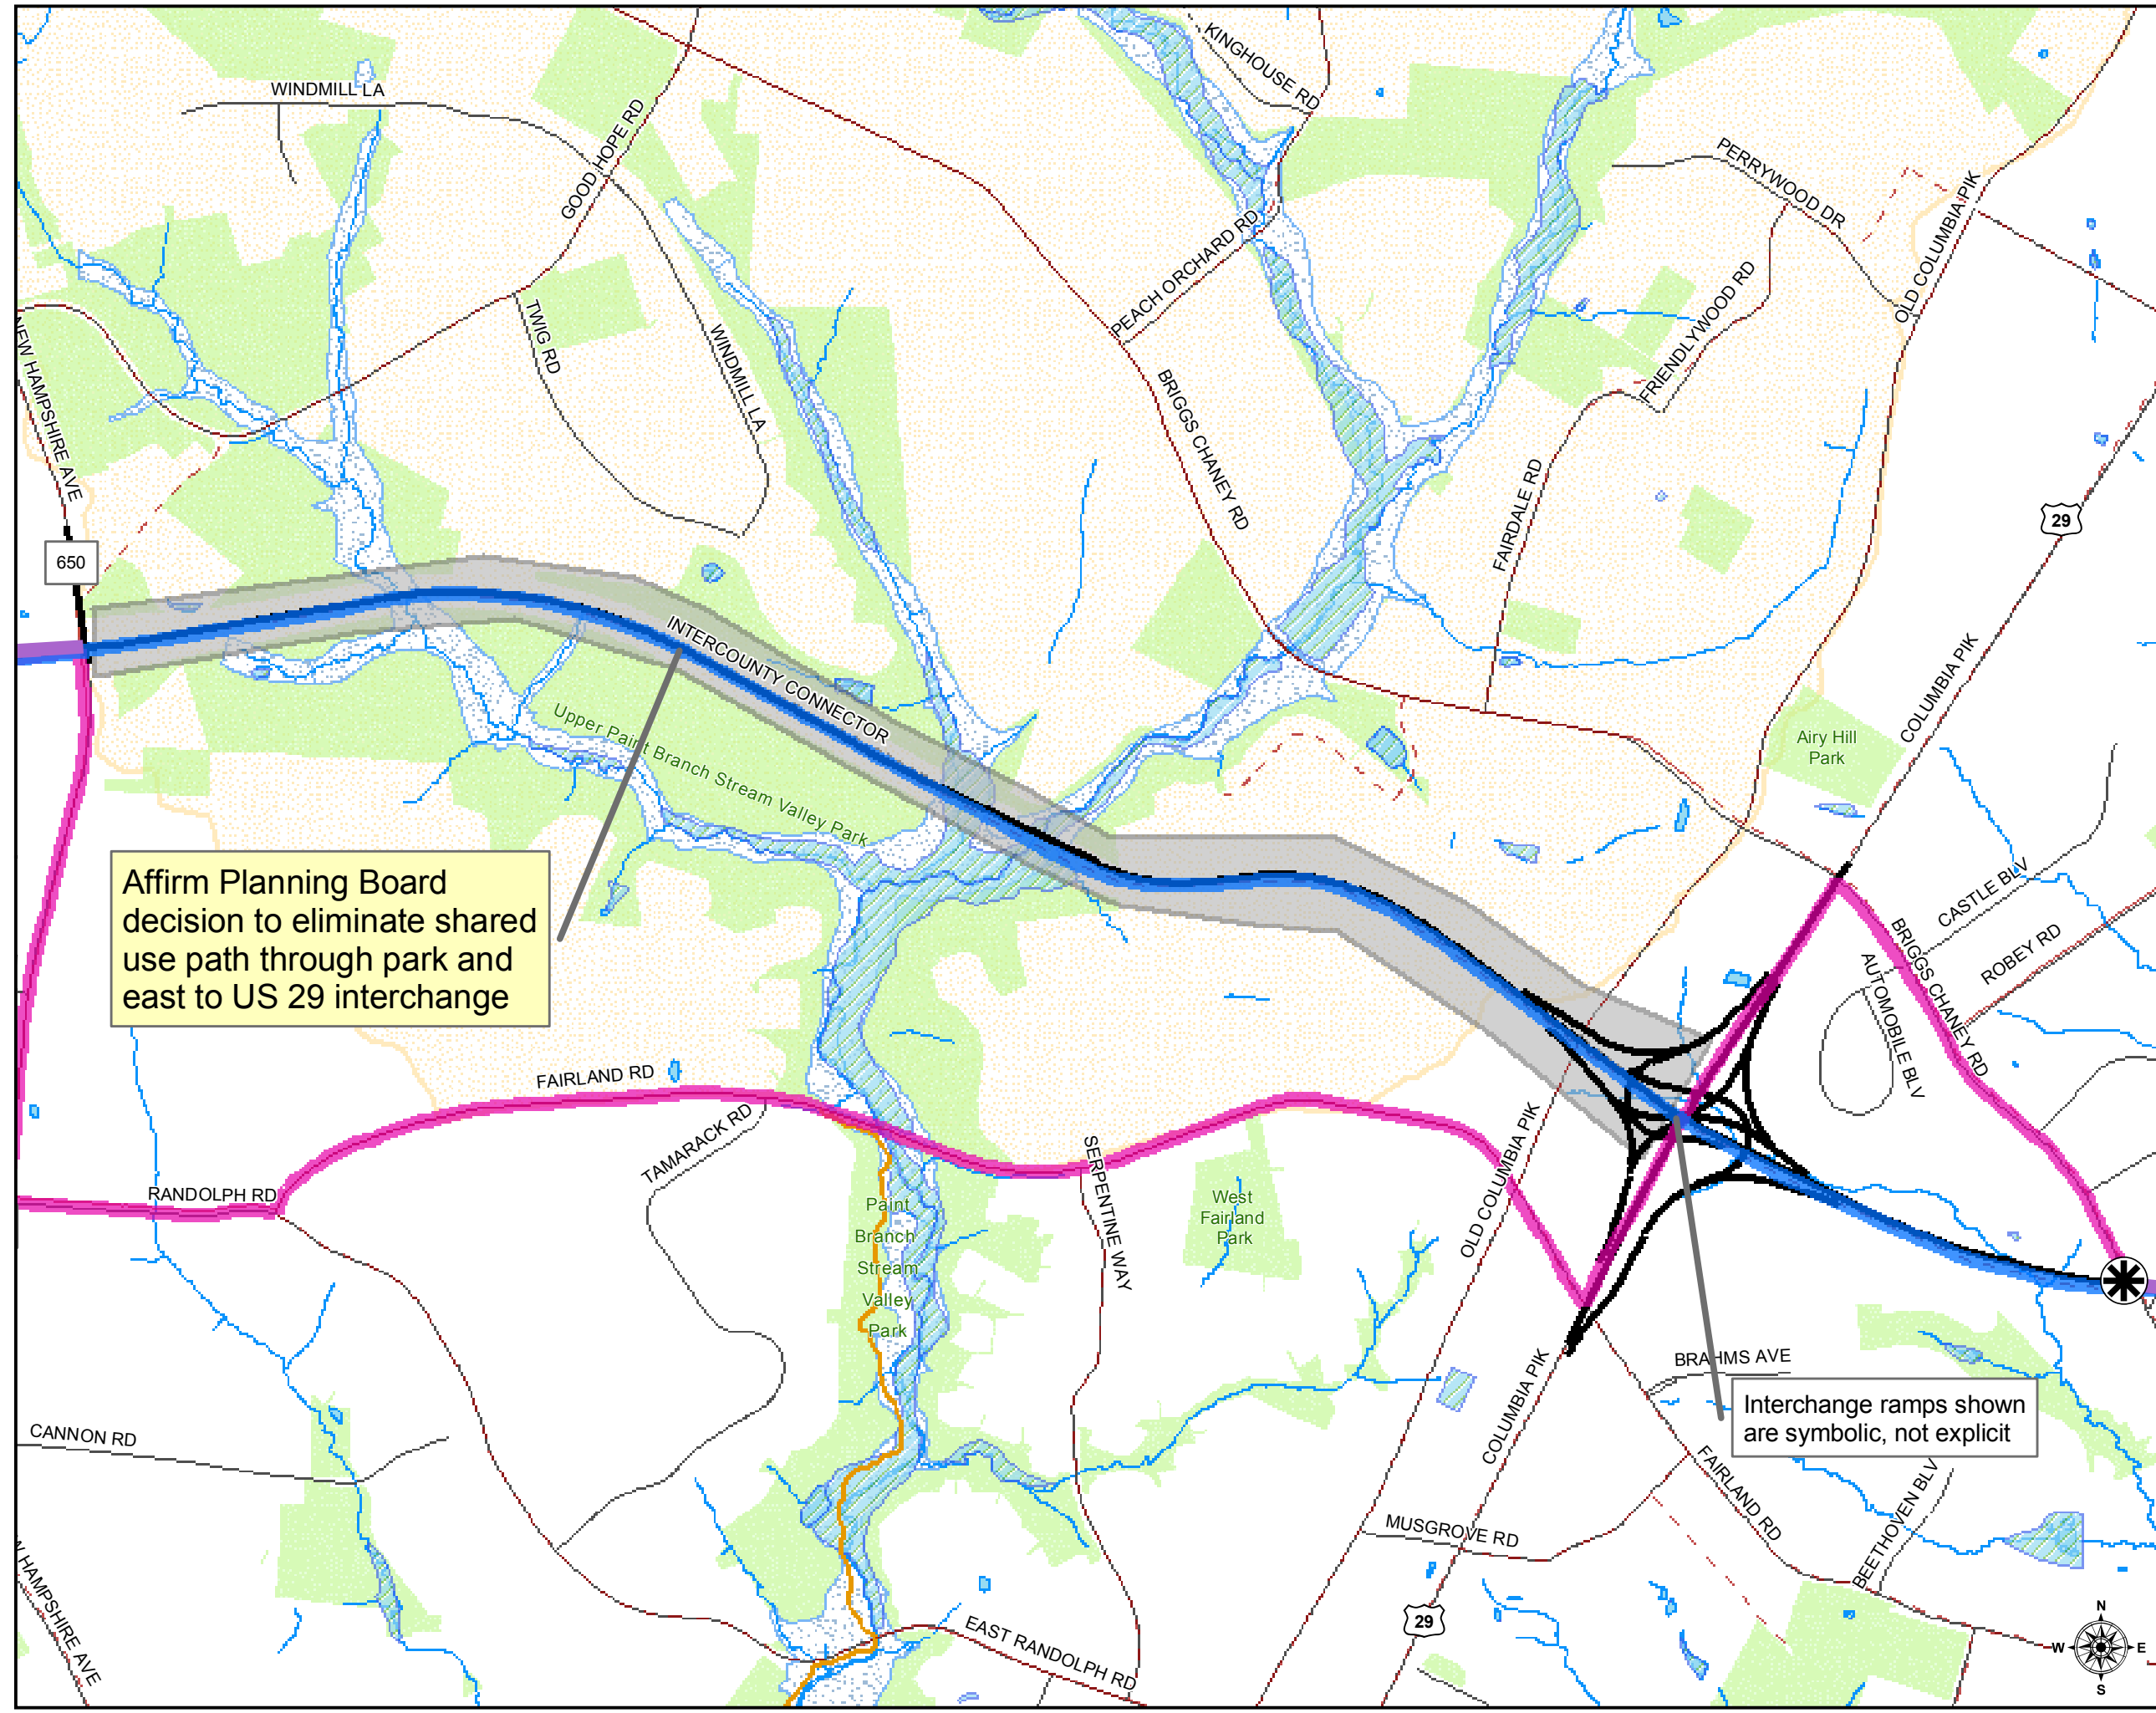 KINGHOUSE RD
WINDMILL LA
GOOD HOPE RD
PERRYWOOD DR
OLD COLUMBIA PIK
PEACH ORCHARD RD
FRIENDLYWOOD RD
TWIG RD
WINDMILL LA
NEW HAMPSHIRE AVE
BRIGGS CHANEY RD
FAIRDALE RD
29
650
INTERCOUNTY CONNECTOR
COLUMBIA PIK
Upper Paint Branch Stream Valley Park
Airy Hill
Park
Affirm Planning Board
decision to eliminate shared
use path through park and
east to US 29 interchange
CASTLE BLV
BRIGGS CHANEY RD
ROBEY RD
AUTOMOBILE BLV
FAIRLAND RD
TAMARACK RD
OLD COLUMBIA PIK
SERPENTINE WAY
RANDOLPH RD
West
Fairland
Park
Paint
Branch
Stream
Valley
Park
BRAHMS AVE
COLUMBIA PIK
Interchange ramps shown
are symbolic, not explicit
CANNON RD
FAIRLAND RD
BEETHOVEN BLV
MUSGROVE RD
W HAMPSHIRE AVE
29
EAST RANDOLPH RD
N
W
E
S